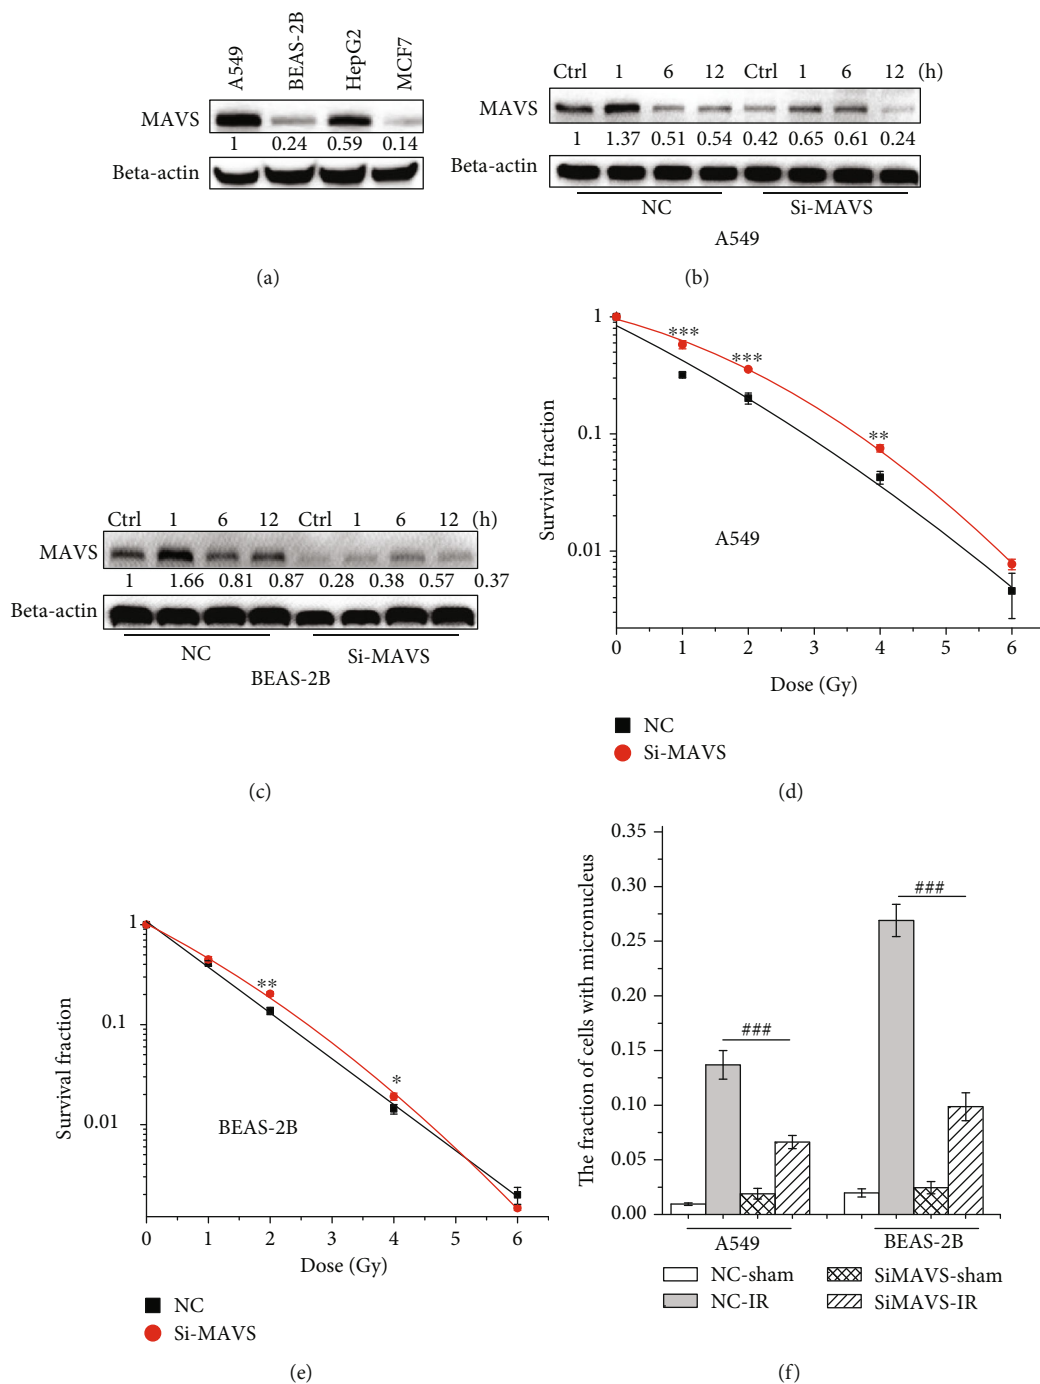 A549 BEAS-2B HepG2 MCF7
MAVS
1 0.24 0.59 0.14
Beta-actin
(a)
Ctrl 1 6 12 Ctrl 1 6 12 (h)
MAVS
1 1.37 0.51 0.54 0.42 0.65 0.61 0.24
Beta-actin
NC Si-MAVS
A549
(b)
Ctrl 1 6 12 Ctrl 1 6 12 (h)
MAVS
1 1.66 0.81 0.87 0.28 0.38 0.57 0.37
Beta-actin
NC Si-MAVS
BEAS-2B
(c)
Survival fraction
1
0.1
0.01
***
***
**
A549
0 1 2 3 4 5 6
Dose (Gy)
NC
Si-MAVS
(d)
Survival fraction
1
0.1
0.01
**
*
BEAS-2B
0 1 2 3 4 5 6
Dose (Gy)
NC
Si-MAVS
(e)
The fraction of cells with micronucleus
0.35
0.30
0.25
0.20
0.15
0.10
0.05
0.00
###
###
A549 BEAS-2B
NC-sham SiMAVS-sham
NC-IR SiMAVS-IR
(f)